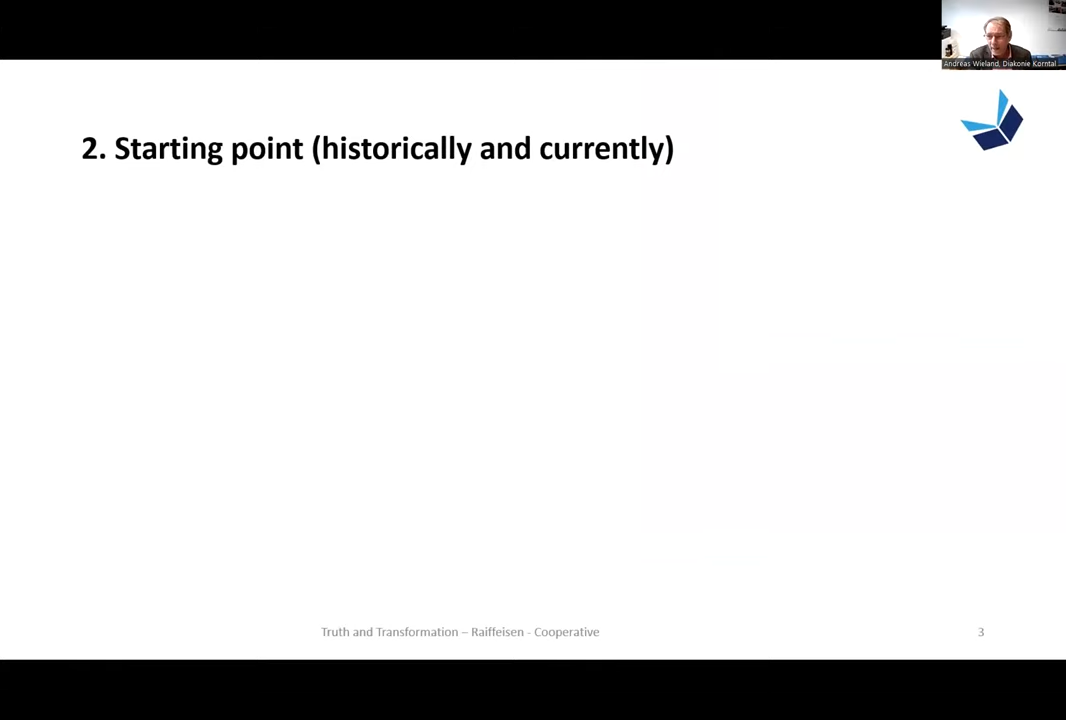 Andreas Wieland, Diakonie Korntal
2. Starting point (historically and currently)
Truth and Transformation – Raiffeisen - Cooperative
3